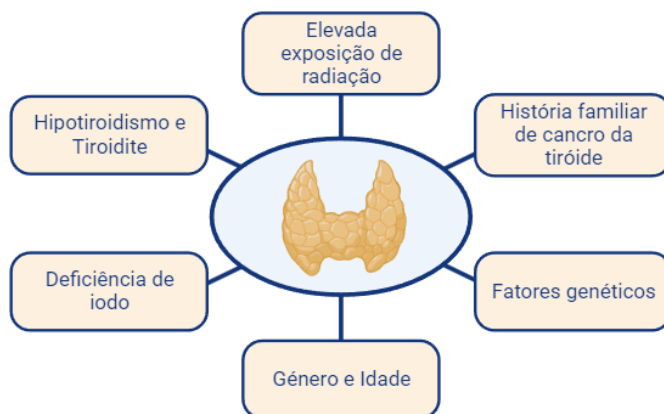 Elevada
exposição de
radiação
Hipotiroidismo e
Tiroidite
História familiar
de cancro da
tiróide
Deficiência de
iodo
Fatores genéticos
Género e Idade